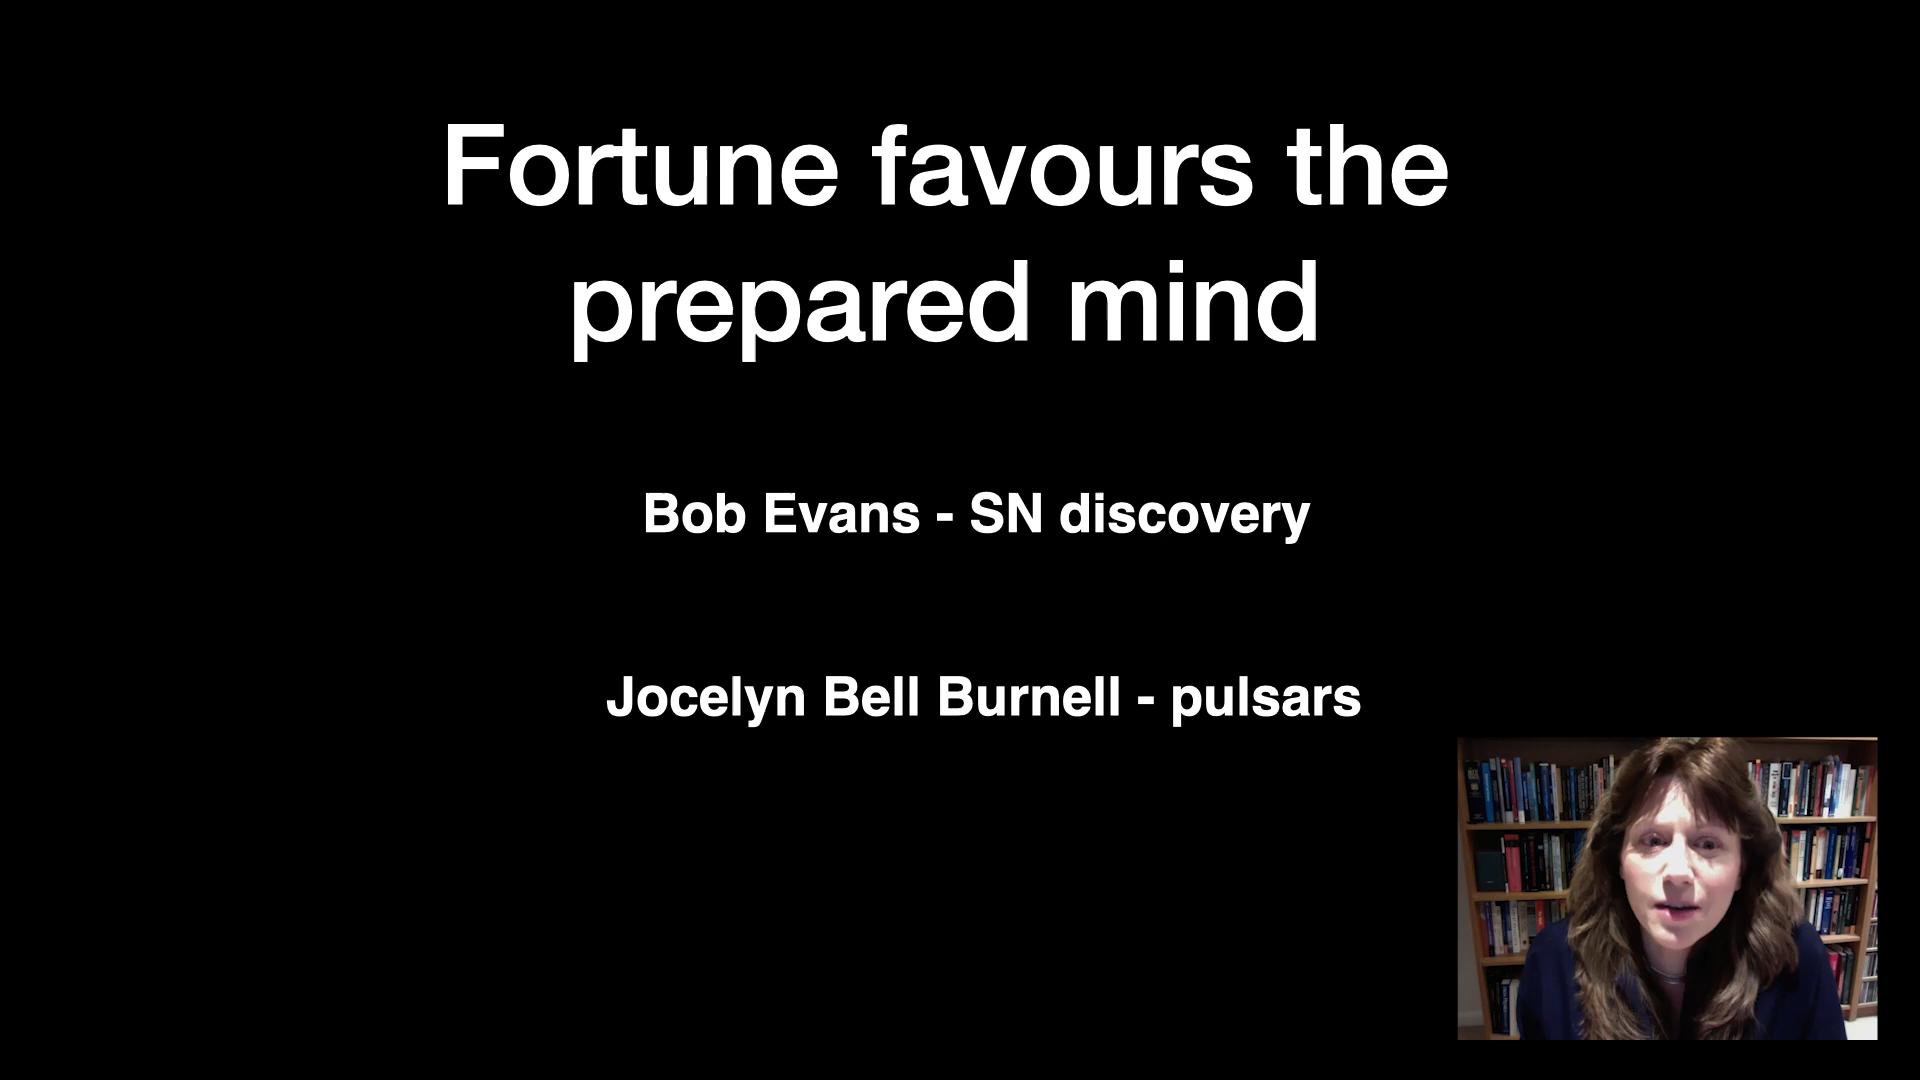 Fortune favours the
prepared mind
Bob Evans - SN discovery
Jocelyn Bell Burnell - pulsars